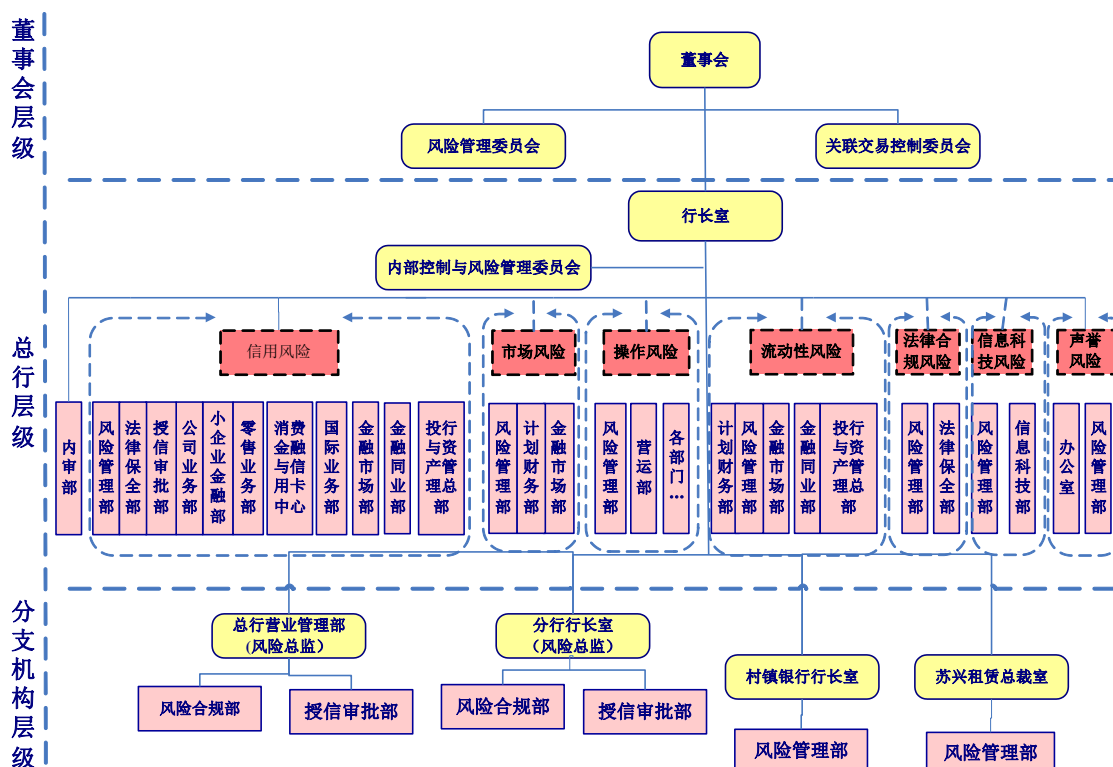 董事会层级
董事会
风险管理委员会
关联交易控制委员会
总行层级
行长室
内部控制与风险管理委员会
信用风险
市场风险
操作风险
流动性风险
法律合
规风险
信息科
技风险
声誉
风险
内审部
风险管理部
法律保全部
授信审批部
公司业务部
小企业金融部
零售业务部
消费
金融
与信
用卡
中心
国际业务部
金融市场部
金融同业部
投行
与资
产管
理总
部
风险管理部
计划财务部
金融市场部
风险管理部
营运部
各部门…
计划财务部
风险管理部
金融市场部
金融同业部
投行
与资
产管
理总
部
风险管理部
法律保全部
风险管理部
信息科技部
办公室
风险管理部
分支机构层级
总行营业管理部
(风险总监)
分行行长室
(风险总监)
村镇银行行长室
苏兴租赁总裁室
风险合规部
授信审批部
风险合规部
授信审批部
风险管理部
风险管理部